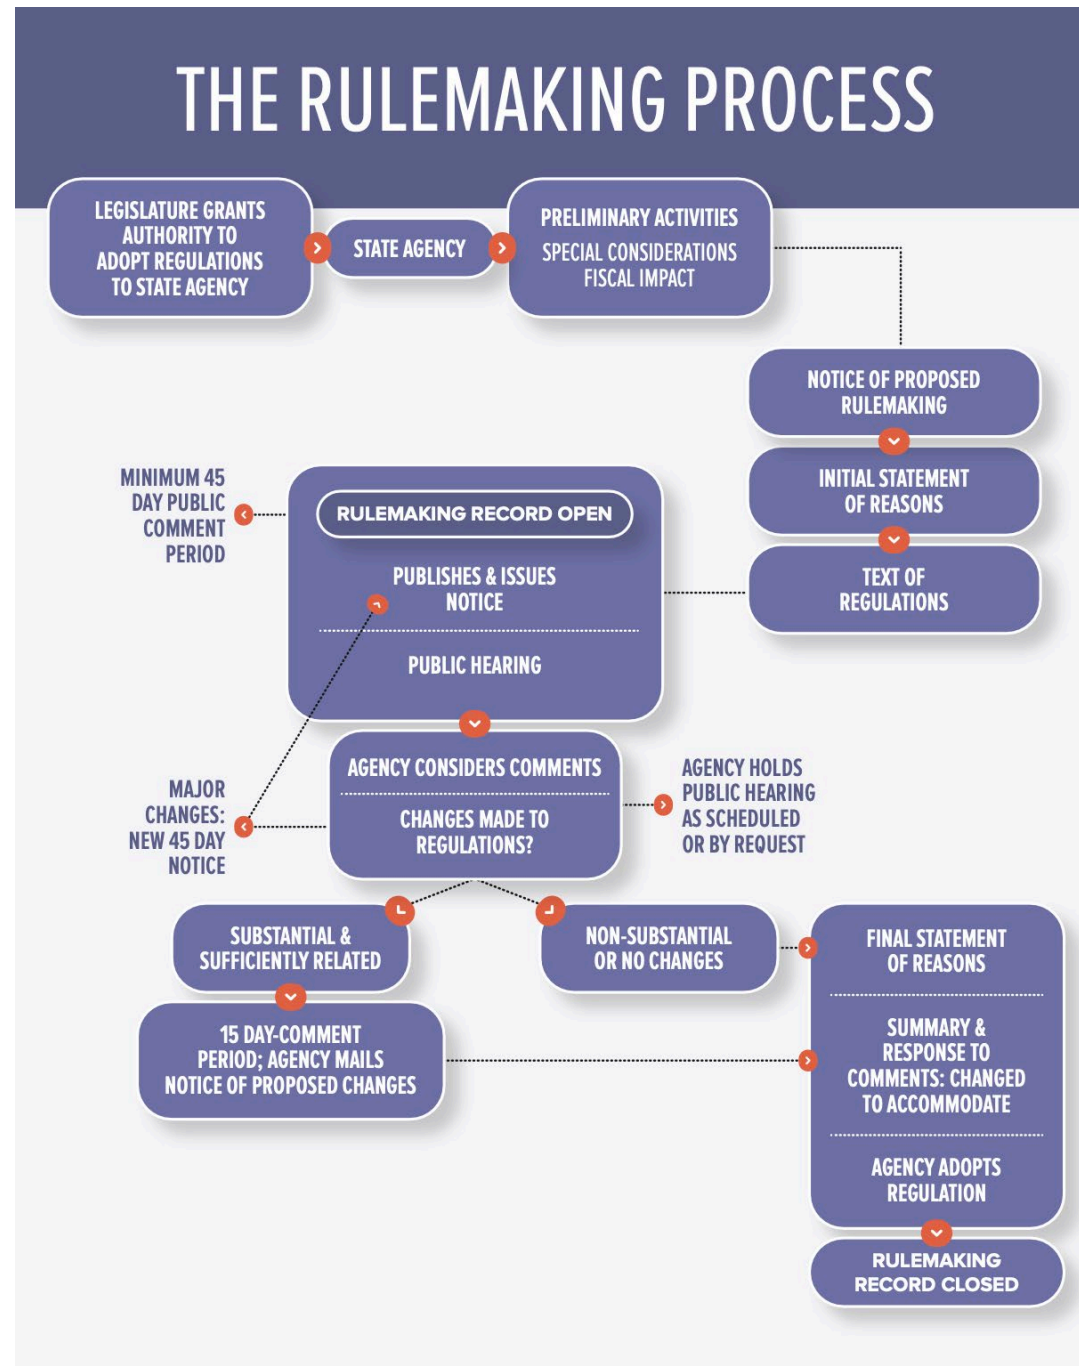 THE RULEMAKING PROCESS
LEGISLATURE GRANTS
AUTHORITY TO
ADOPT REGULATIONS
TO STATE AGENCY
STATE AGENCY
PRELIMINARY ACTIVITIES
SPECIAL CONSIDERATIONS
FISCAL IMPACT
NOTICE OF PROPOSED
RULEMAKING
INITIAL STATEMENT
OF REASONS
TEXT OF
REGULATIONS
MINIMUM 45
DAY PUBLIC
COMMENT
PERIOD
RULEMAKING RECORD OPEN
PUBLISHES & ISSUES
NOTICE
PUBLIC HEARING
AGENCY CONSIDERS COMMENTS
CHANGES MADE TO
REGULATIONS?
MAJOR
CHANGES:
NEW 45 DAY
NOTICE
AGENCY HOLDS
PUBLIC HEARING
AS SCHEDULED
OR BY REQUEST
SUBSTANTIAL &
SUFFICIENTLY RELATED
NON-SUBSTANTIAL
OR NO CHANGES
15 DAY-COMMENT
PERIOD; AGENCY MAILS
NOTICE OF PROPOSED CHANGES
FINAL STATEMENT
OF REASONS
SUMMARY &
RESPONSE TO
COMMENTS: CHANGED
TO ACCOMMODATE
AGENCY ADOPTS
REGULATION
RULEMAKING
RECORD CLOSED